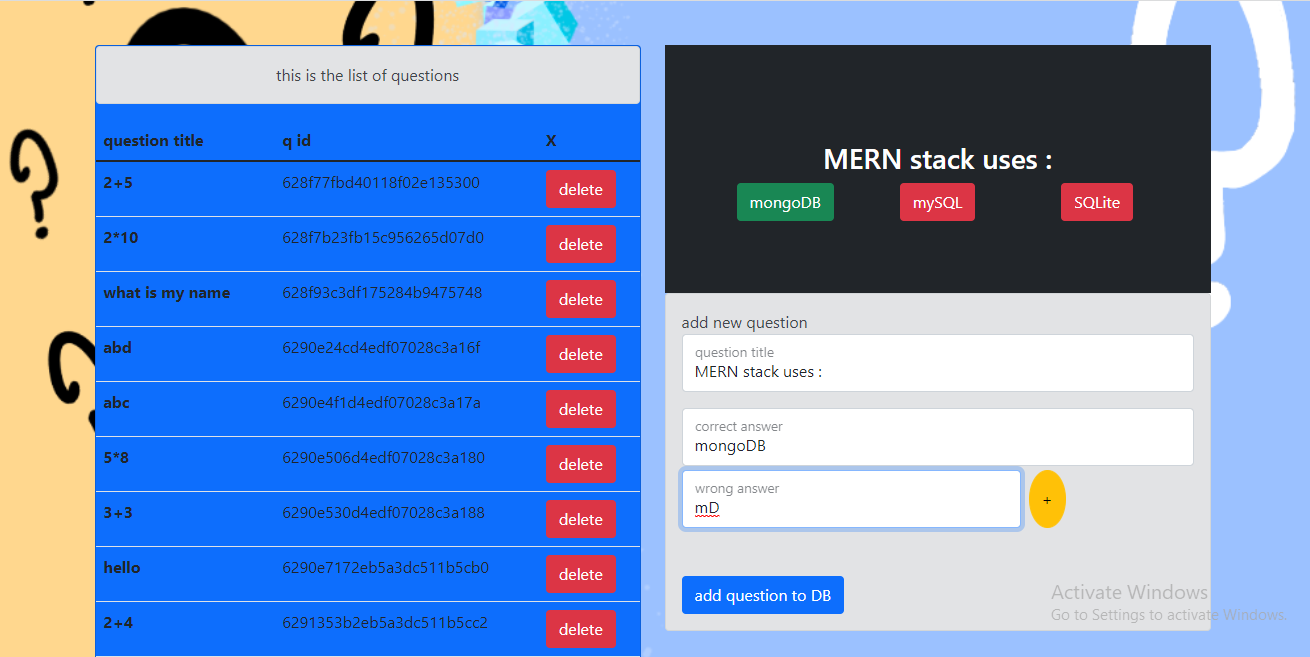 this is the list of questions
question title q id X
2+5 628f77fbd40118f02e135300 delete
2*10 628f7b23fb15c956265d07d0 delete
what is my name 628f93c3df175284b9475748 delete
abd 6290e24cd4edf07028c3a16f delete
abc 6290e4f1d4edf07028c3a17a delete
5*8 6290e506d4edf07028c3a180 delete
3+3 6290e530d4edf07028c3a188 delete
hello 6290e7172eb5a3dc511b5cb0 delete
2+4 6291353b2eb5a3dc511b5cc2 delete
MERN stack uses :
mongoDB mySQL SQLite
add new question
question title
MERN stack uses :
correct answer
mongoDB
wrong answer
mD
+
add question to DB
Activate Windows
Go to Settings to activate Windows.